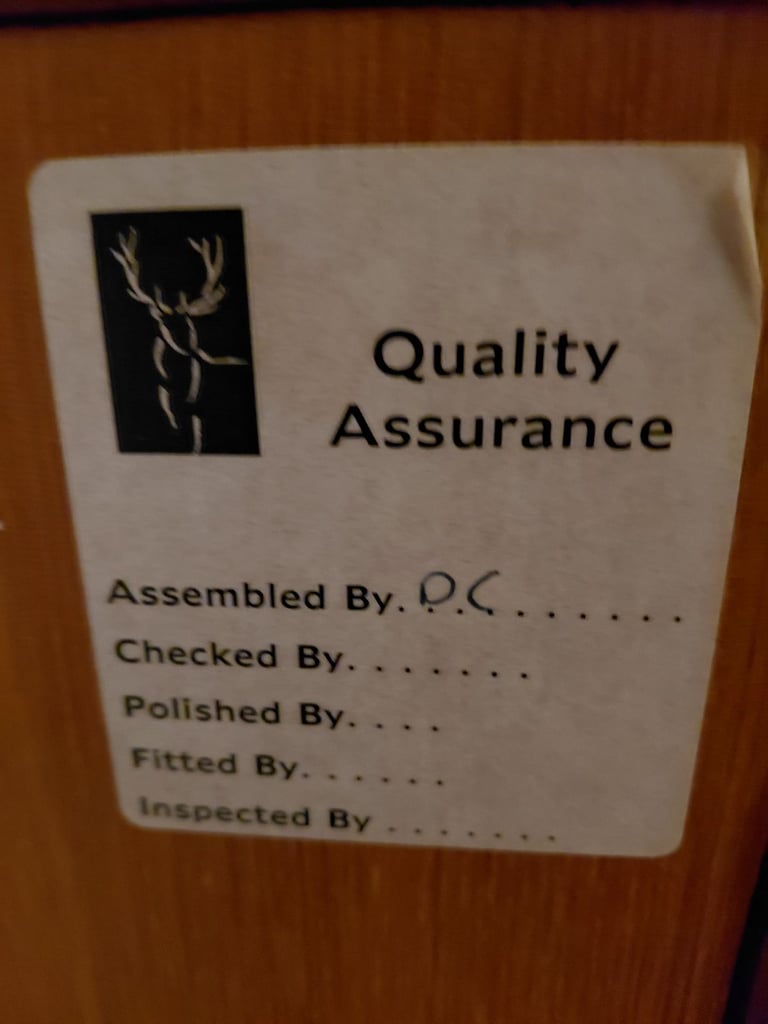 Quality
Assurance
Assembled By. D.C. . . . . . .
Checked By. . . . . . .
Polished By. . . .
Fitted By. . . . . .
Inspected By . . . . . . .